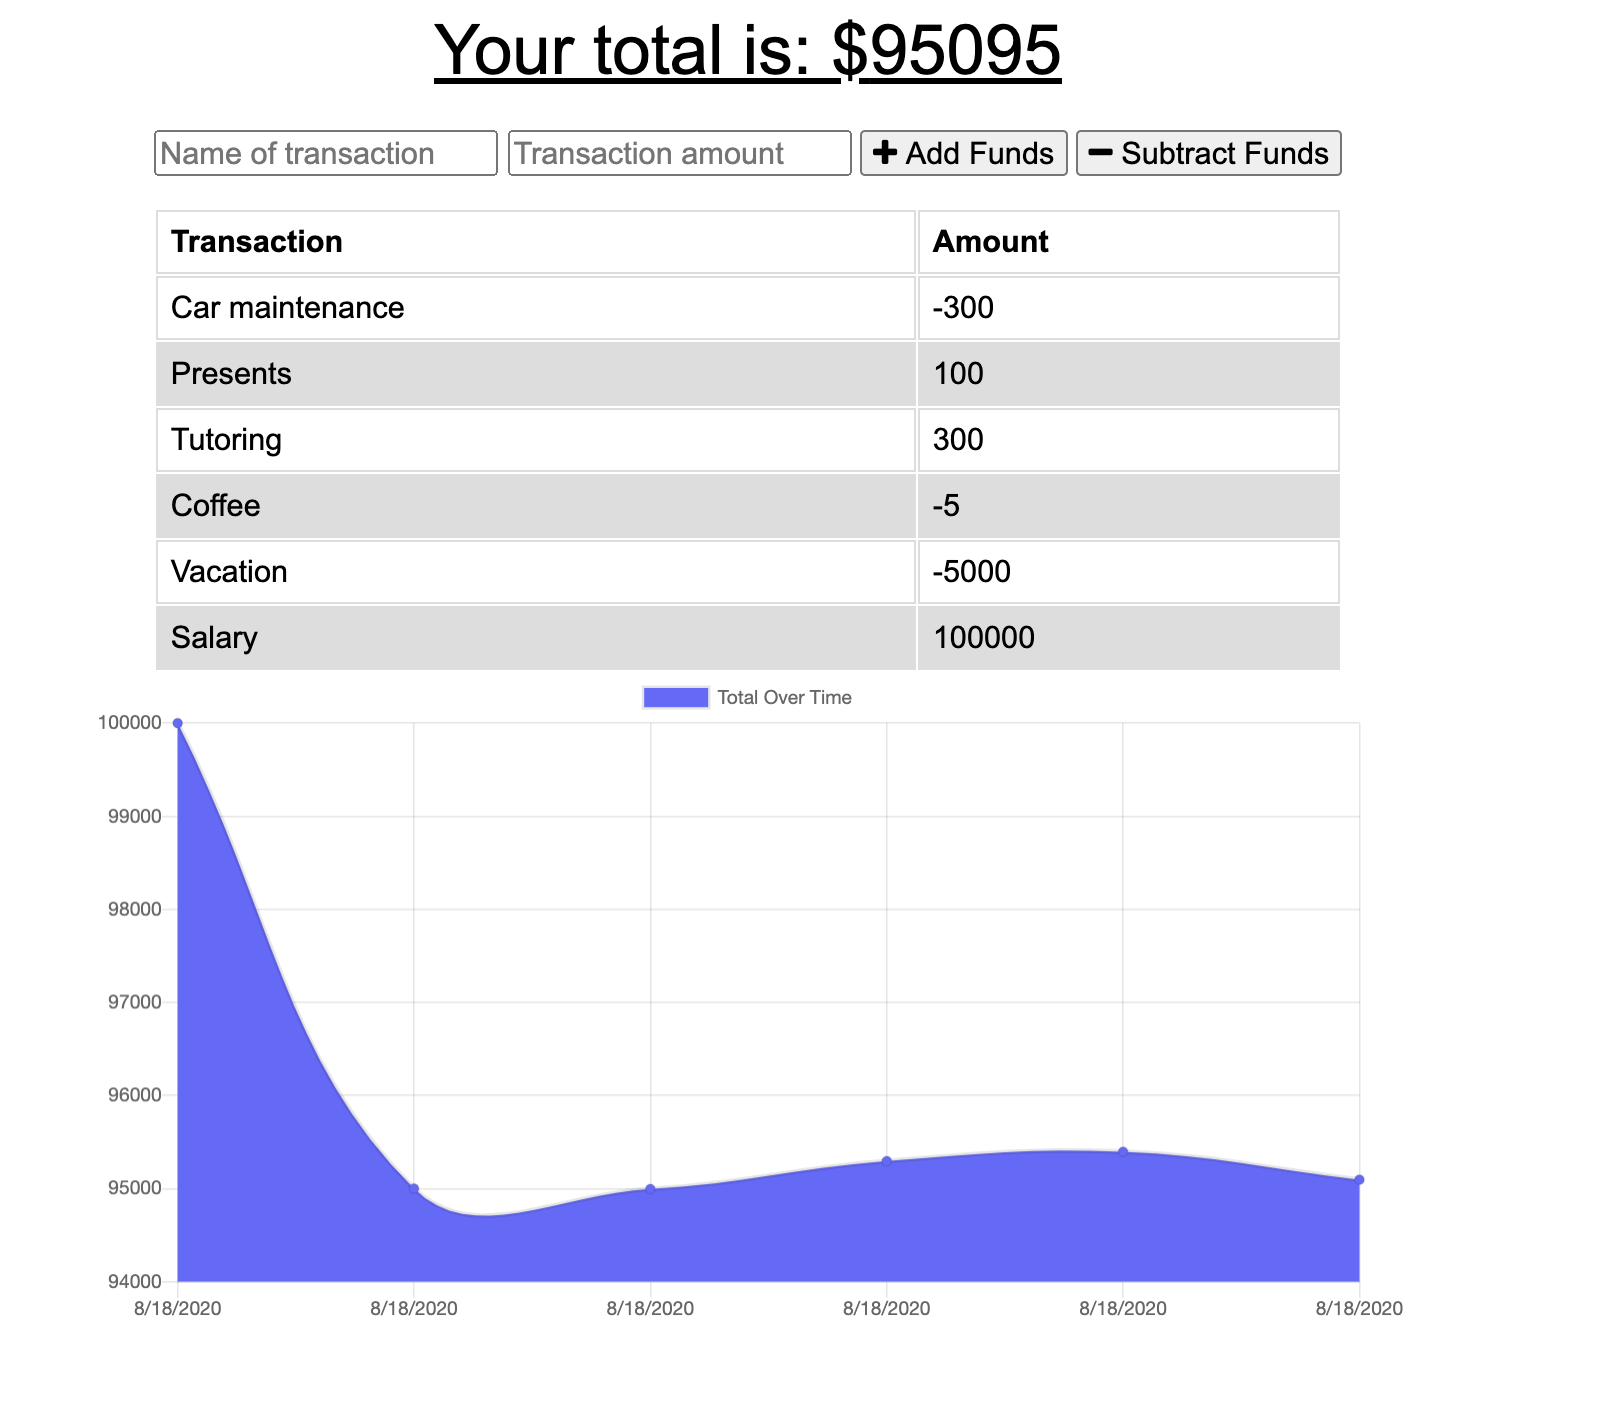 Your total is: $95095
Name of transaction Transaction amount Add Funds Subtract Funds
Transaction Amount
Car maintenance -300
Presents 100
Tutoring 300
Coffee -5
Vacation -5000
Salary 100000
Total Over Time
100000
99000
98000
97000
96000
95000
94000
8/18/2020 8/18/2020 8/18/2020 8/18/2020 8/18/2020 8/18/2020